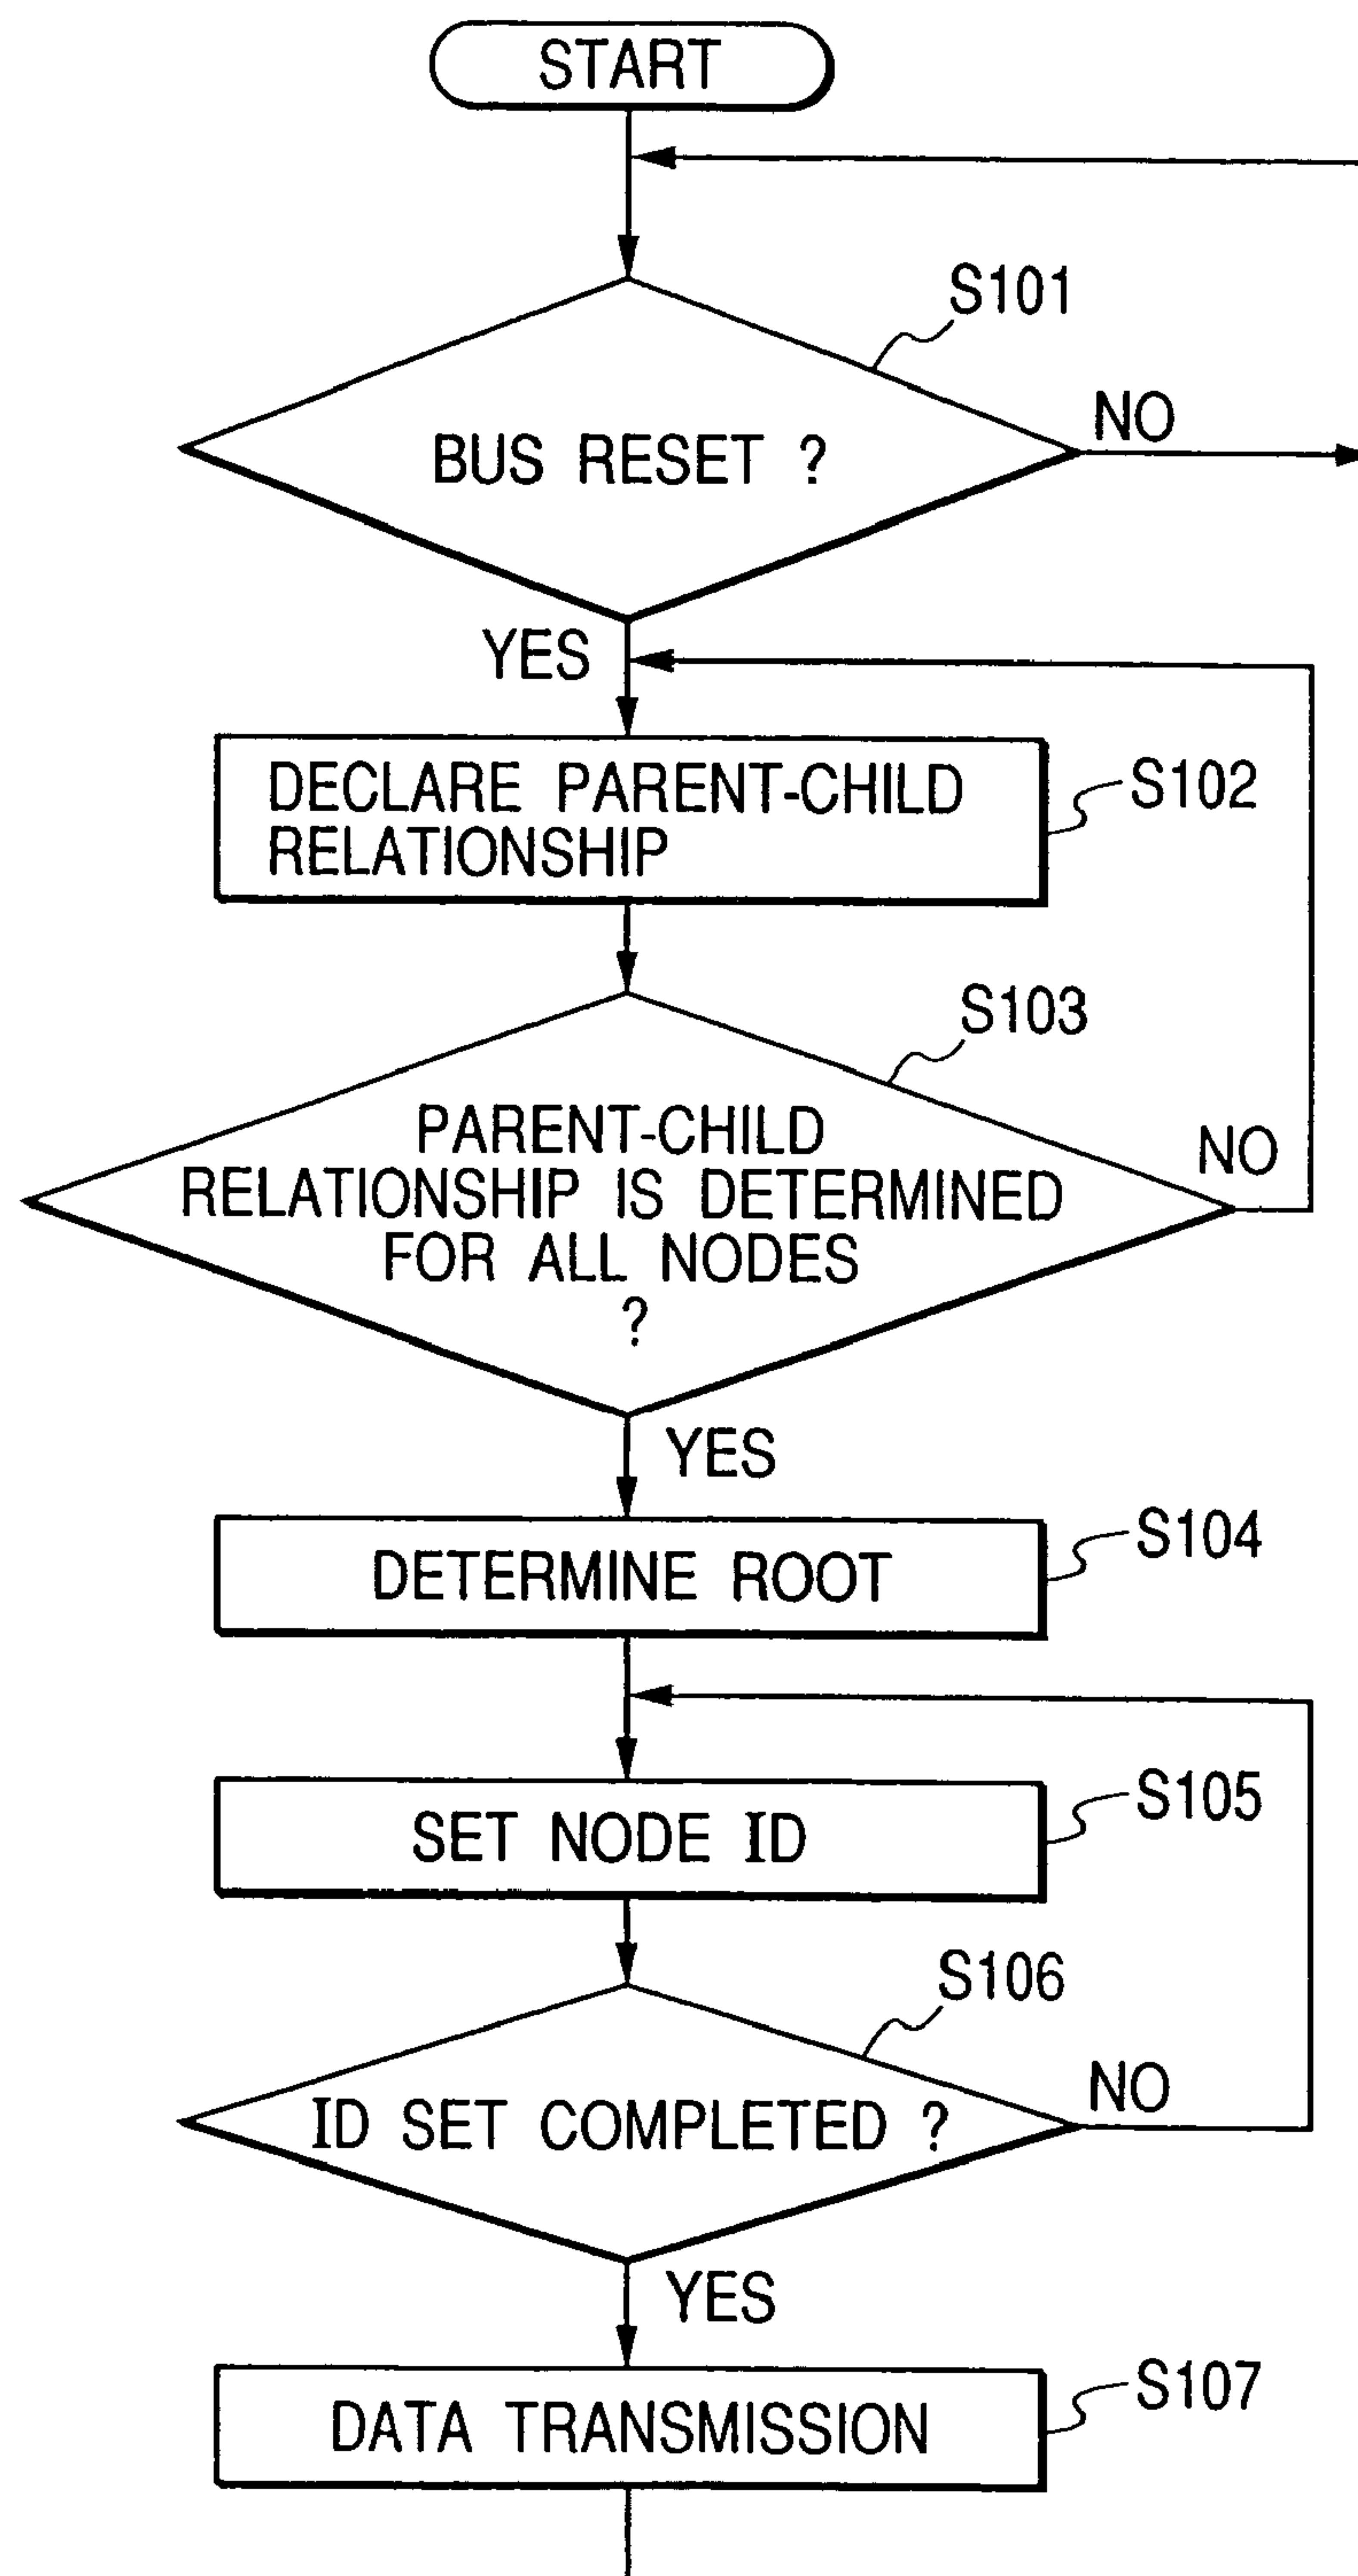 START
S101
BUS RESET ?
NO
YES
DECLARE PARENT-CHILD
RELATIONSHIP
S102
S103
PARENT-CHILD
RELATIONSHIP IS DETERMINED
FOR ALL NODES
?
NO
YES
DETERMINE ROOT
S104
SET NODE ID
S105
S106
ID SET COMPLETED ?
NO
YES
DATA TRANSMISSION
S107